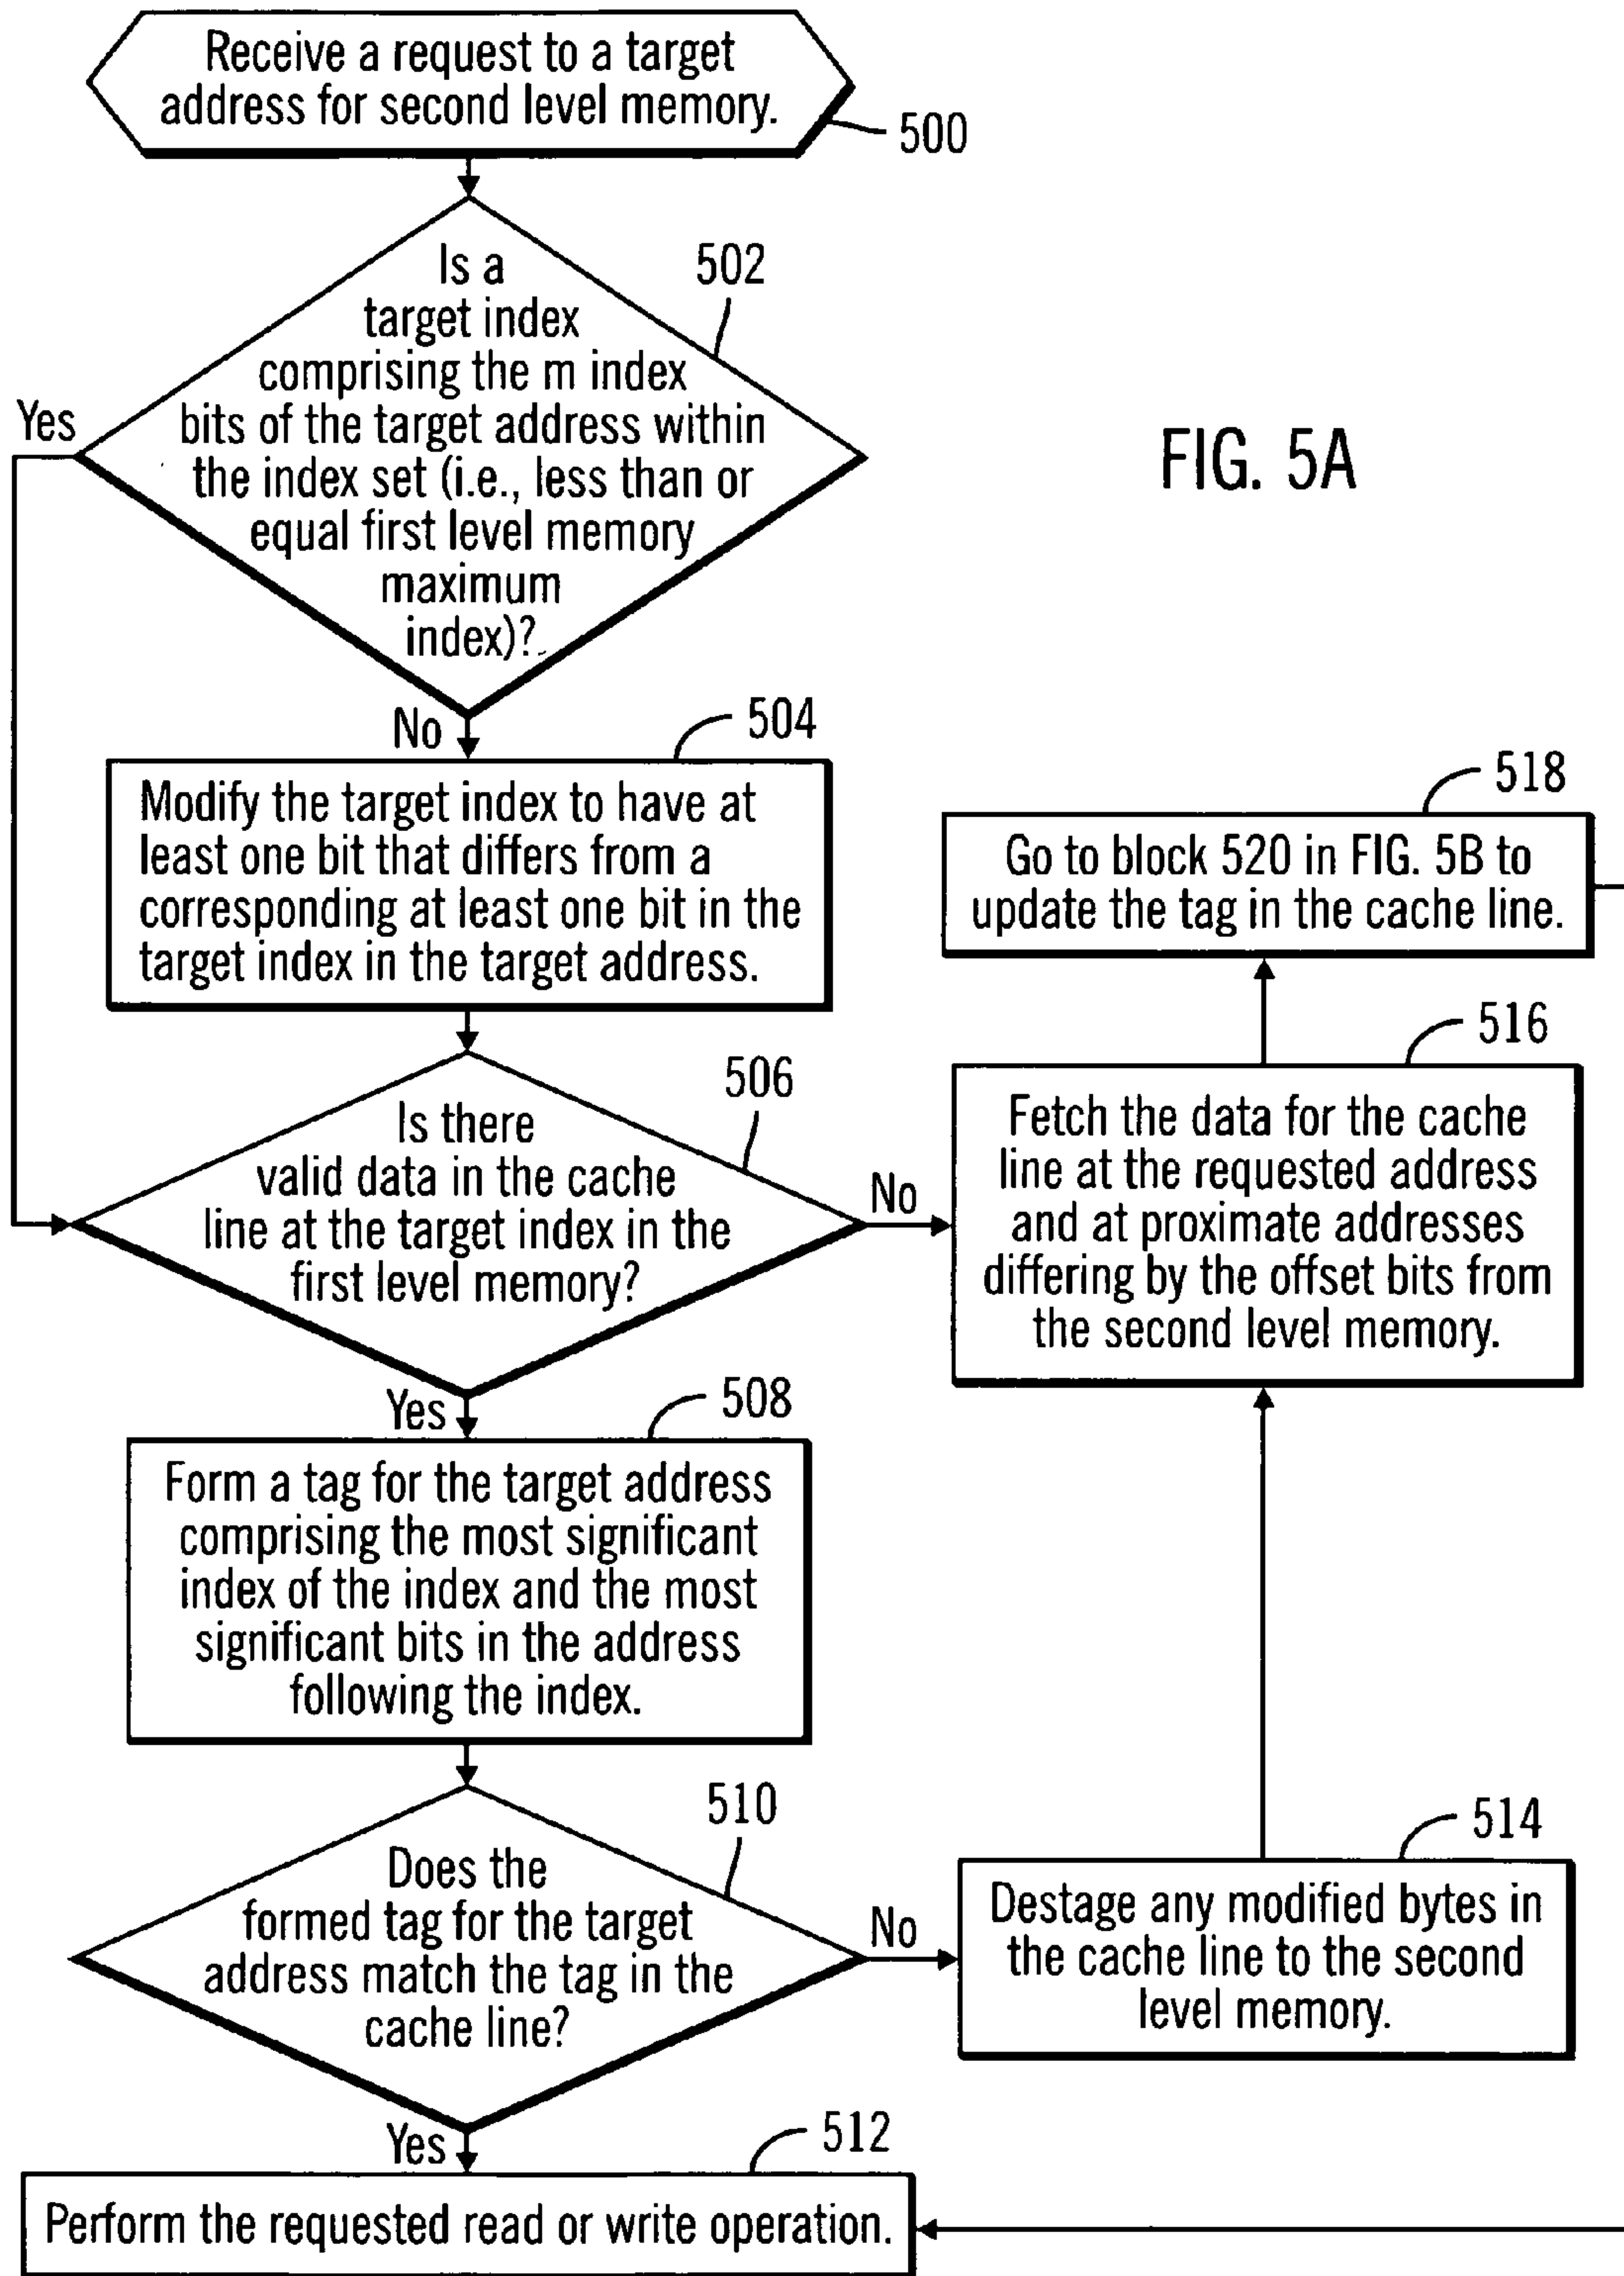 Receive a request to a target
address for second level memory.
500
Is a
target index
comprising the m index
bits of the target address within
the index set (i.e., less than or
equal first level memory
maximum
index)?
502
Yes
FIG. 5A
No
504
Modify the target index to have at
least one bit that differs from a
corresponding at least one bit in the
target index in the target address.
506
Is there
valid data in the cache
line at the target index in the
first level memory?
No
Yes
508
Form a tag for the target address
comprising the most significant
index of the index and the most
significant bits in the address
following the index.
510
Does the
formed tag for the target
address match the tag in the
cache line?
No
Yes
512
Perform the requested read or write operation.
518
Go to block 520 in FIG. 5B to
update the tag in the cache line.
516
Fetch the data for the cache
line at the requested address
and at proximate addresses
differing by the offset bits from
the second level memory.
514
Destage any modified bytes in
the cache line to the second
level memory.